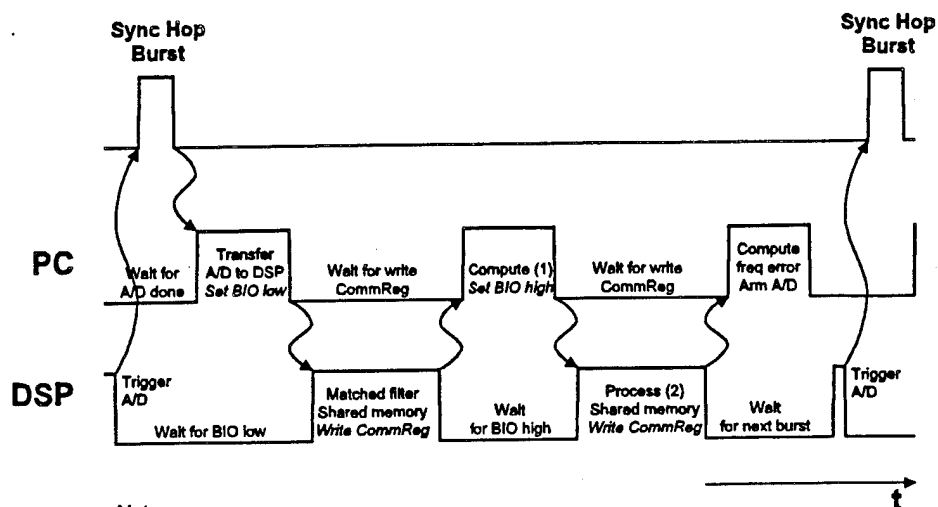 Sync Hop
Burst
Sync Hop
Burst
PC
Wait for
A/D done
Transfer
A/D to DSP
Set BIO low
Wait for write
CommReg
Compute (1)
Set BIO high
Wait for write
CommReg
Compute
freq error
Arm A/D
DSP
Trigger
A/D
Wait for BIO low
Matched filter
Shared memory
Write CommReg
Wait
for BIO high
Process (2)
Shared memory
Write CommReg
Wait
for next burst
Trigger
A/D
t